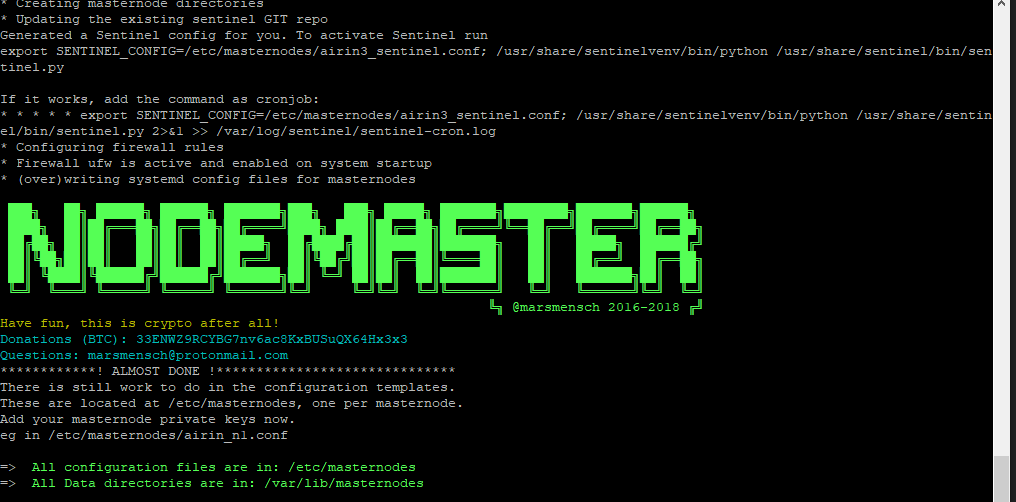 * Creating masternode directories
* Updating the existing sentinel GIT repo
Generated a Sentinel config for you. To activate Sentinel run
export SENTINEL_CONFIG=/etc/masternodes/airin3_sentinel.conf; /usr/share/sentinelvenv/bin/python /usr/share/sentinel/bin/sen
tinel.py
If it works, add the command as cronjob:
* * * * * export SENTINEL_CONFIG=/etc/masternodes/airin3_sentinel.conf; /usr/share/sentinelvenv/bin/python /usr/share/sentin
el/bin/sentinel.py 2>&1 >> /var/log/sentinel/sentinel-cron.log
* Configuring firewall rules
* Firewall ufw is active and enabled on system startup
* (over)writing systemd config files for masternodes
NODEMASTER
@marsmensch 2016-2018
Have fun, this is crypto after all!
Donations (BTC): 33ENWZ9RCYBG7nv6ac8KxBUSuQX64Hx3x3
Questions: marsmensch@protonmail.com
************! ALMOST DONE !******************************
There is still work to do in the configuration templates.
These are located at /etc/masternodes, one per masternode.
Add your masternode private keys now.
eg in /etc/masternodes/airin_n1.conf
=> All configuration files are in: /etc/masternodes
=> All Data directories are in: /var/lib/masternodes